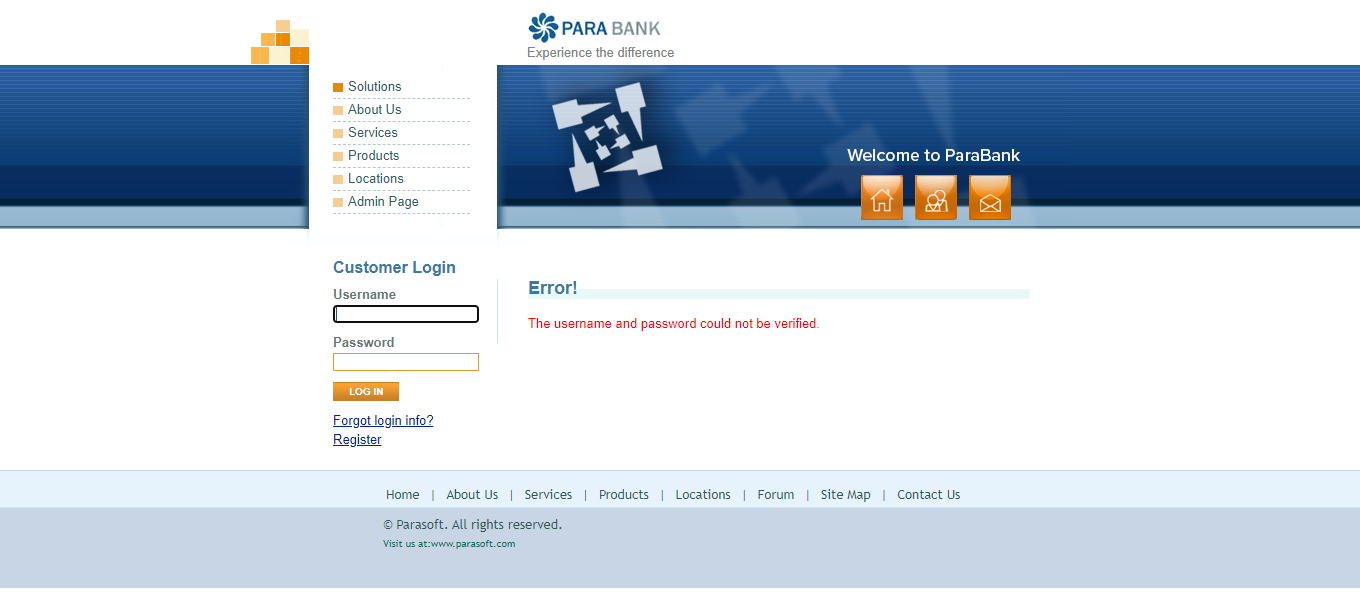 PARA BANK
Experience the difference
Solutions
About Us
Services
Products
Locations
Admin Page
Welcome to ParaBank
Customer Login
Username
Password
LOG IN
Forgot login info?
Register
Error!
The username and password could not be verified.
Home | About Us | Services | Products | Locations | Forum | Site Map | Contact Us
© Parasoft. All rights reserved.
Visit us at:www.parasoft.com